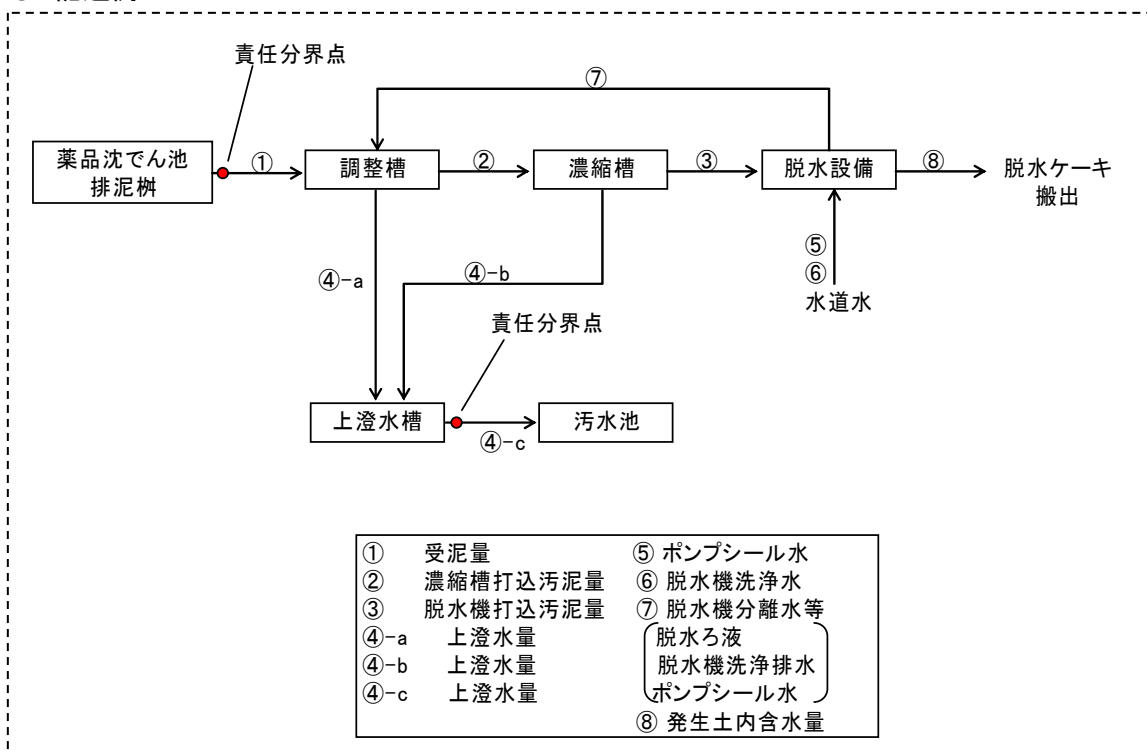 責任分界点
⑦
薬品沈でん池
排泥桝
①
調整槽
②
濃縮槽
③
脱水設備
⑧
脱水ケーキ
搬出
④-a
④-b
⑤
⑥
水道水
責任分界点
上澄水槽
④-c
汚水池
① 受泥量
② 濃縮槽打込汚泥量
③ 脱水機打込汚泥量
④-a 上澄水量
④-b 上澄水量
④-c 上澄水量
⑤ ポンプシール水
⑥ 脱水機洗浄水
⑦ 脱水機分離水等
脱水ろ液
脱水機洗浄排水
ポンプシール水
⑧ 発生土内含水量